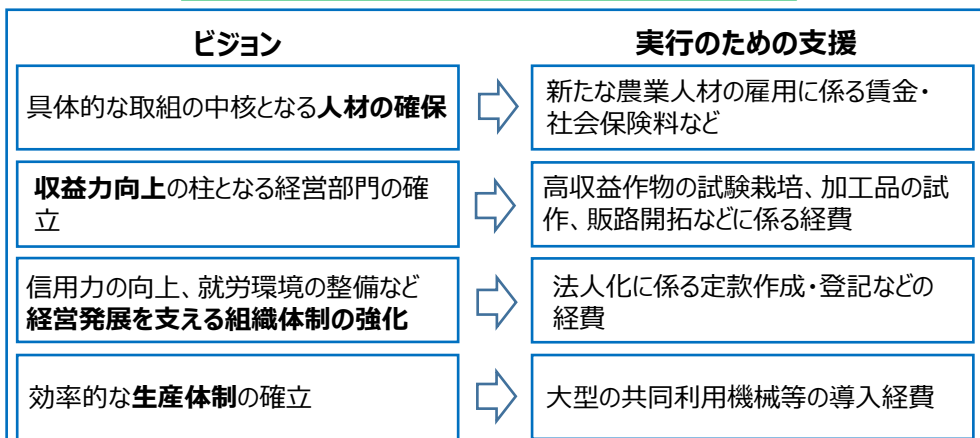 ビジョン
実行のための支援
具体的な取組の中核となる人材の確保
新たな農業人材の雇用に係る賃金・
社会保険料など
収益力向上の柱となる経営部門の確
立
高収益作物の試験栽培、加工品の試
作、販路開拓などに係る経費
信用力の向上、就労環境の整備など
経営発展を支える組織体制の強化
法人化に係る定款作成・登記などの
経費
効率的な生産体制の確立
大型の共同利用機械等の導入経費